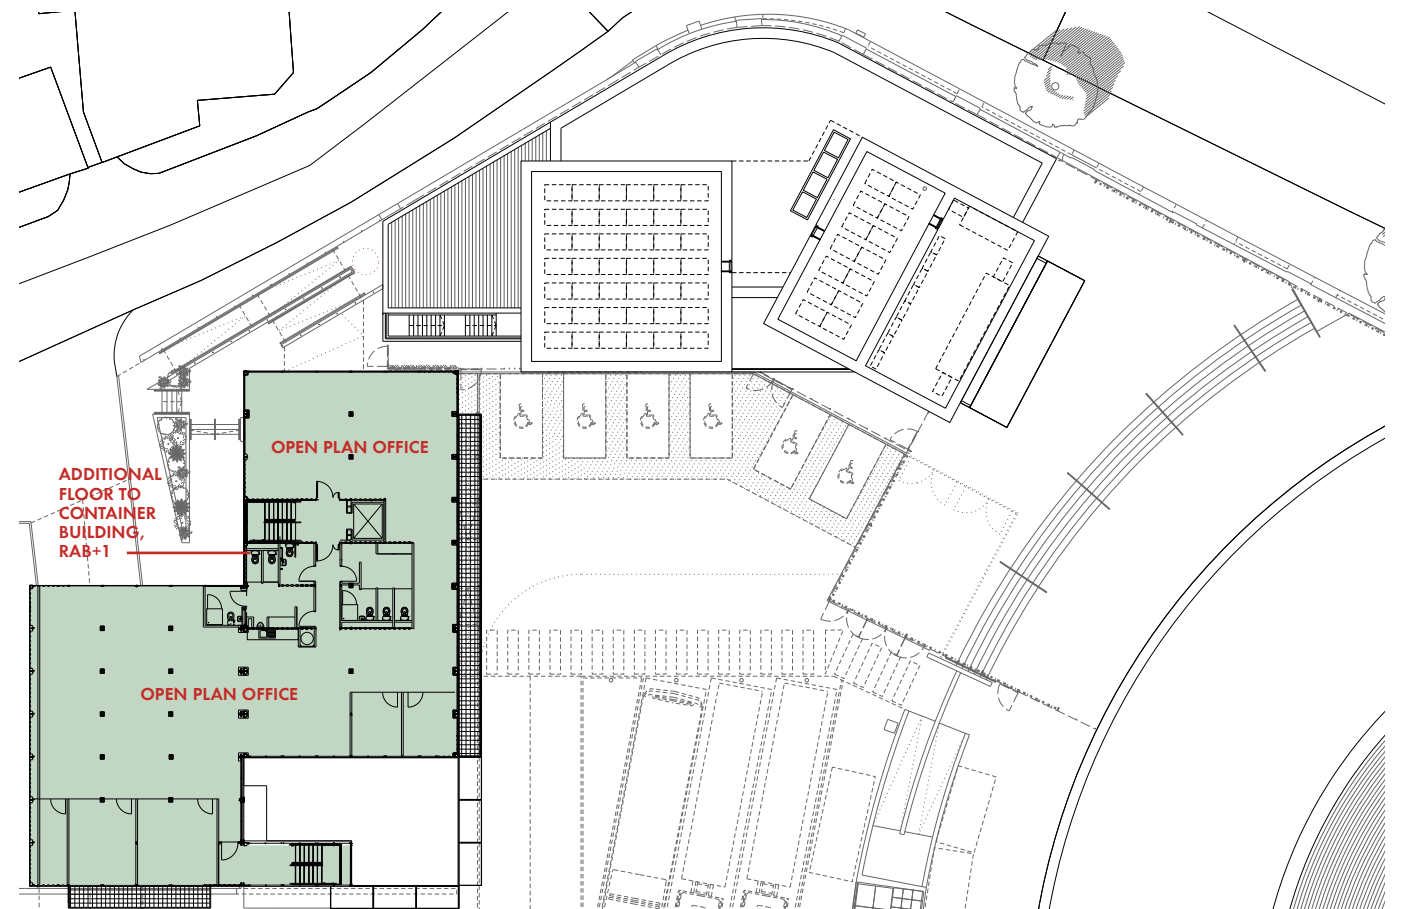 OPEN PLAN OFFICE
ADDITIONAL
FLOOR TO
CONTAINER
BUILDING,
RAB+1
OPEN PLAN OFFICE